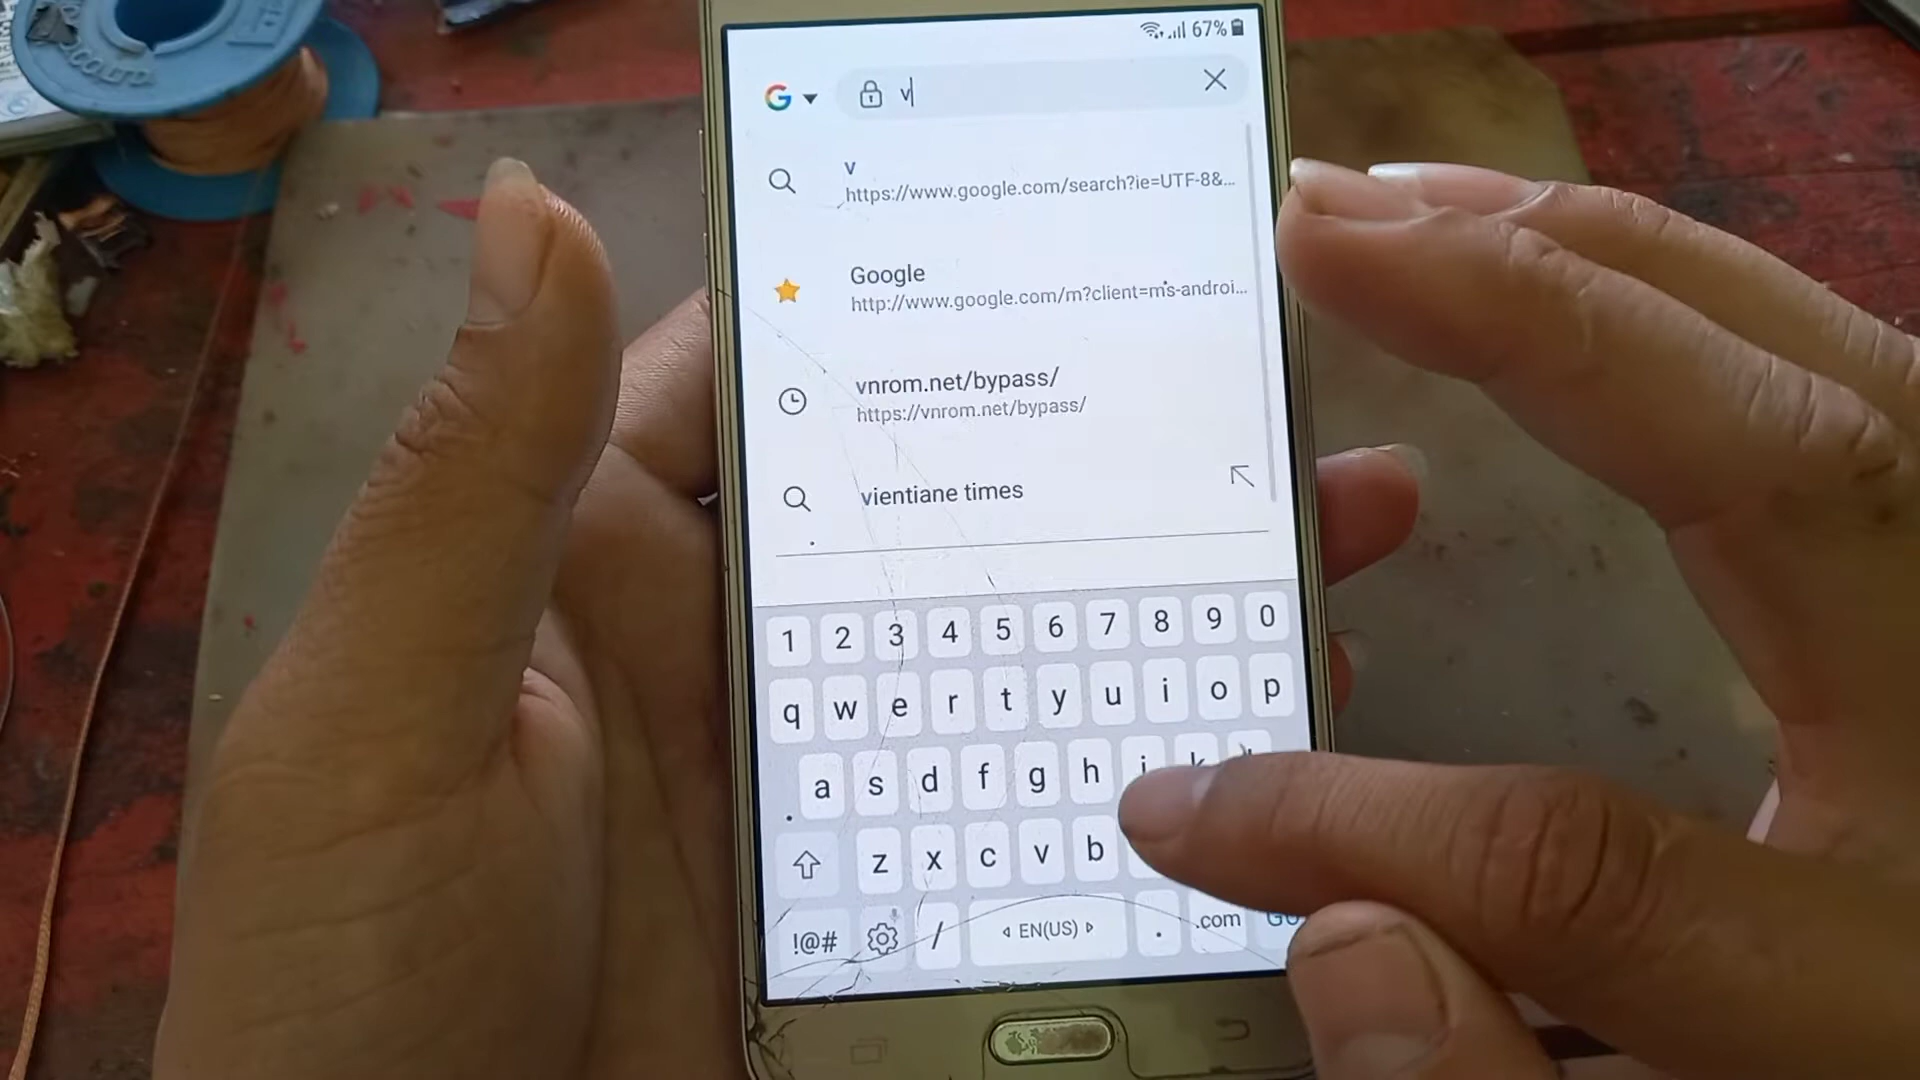 67%
G
v
v
https://www.google.com/search?ie=UTF-8&...
Google
http://www.google.com/m?client=ms-androi...
vnrom.net/bypass/
https://vnrom.net/bypass/
vientiane times
1 2 3 4 5 6 7 8 9 0
q w e r t y u i o p
a s d f g h j k
z x c v b
!@# / EN(US) . .com GO